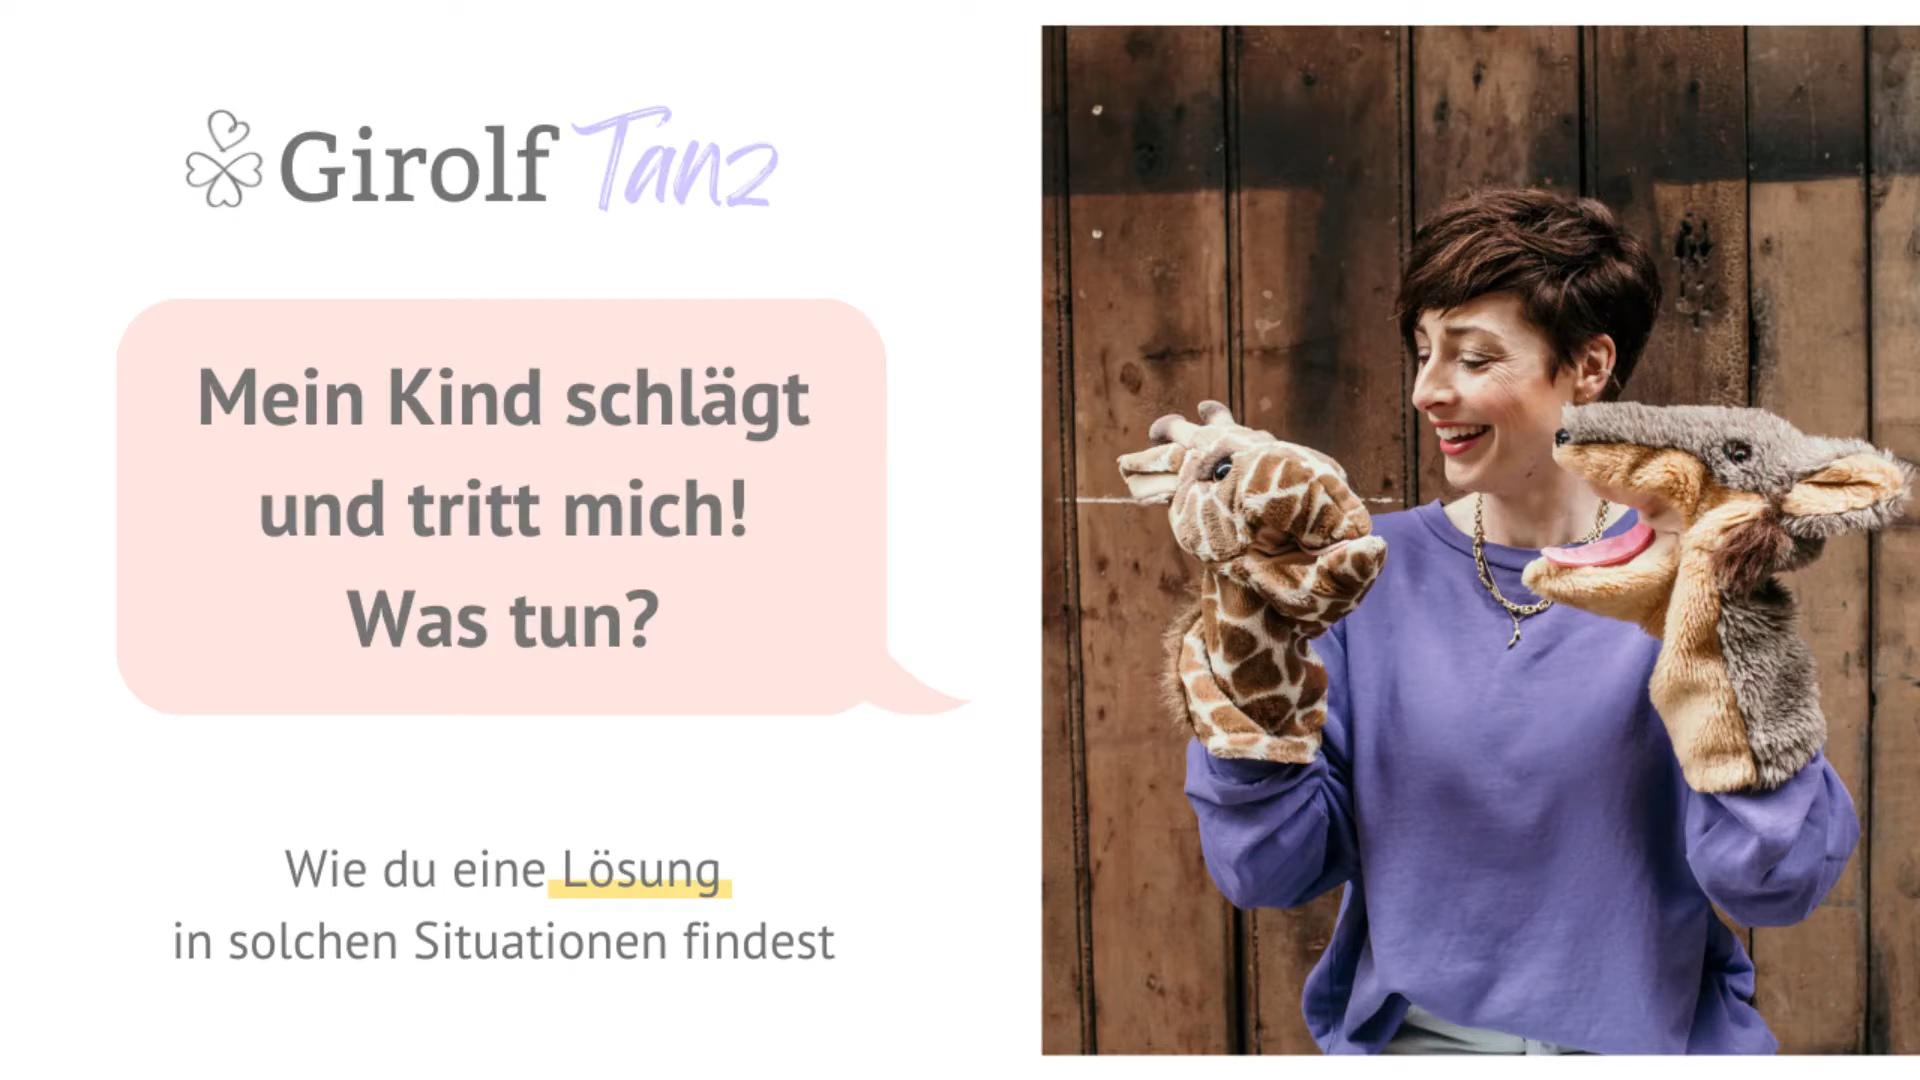 Girolf Tanz
Mein Kind schlägt
und tritt mich!
Was tun?
Wie du eine Lösung
in solchen Situationen findest